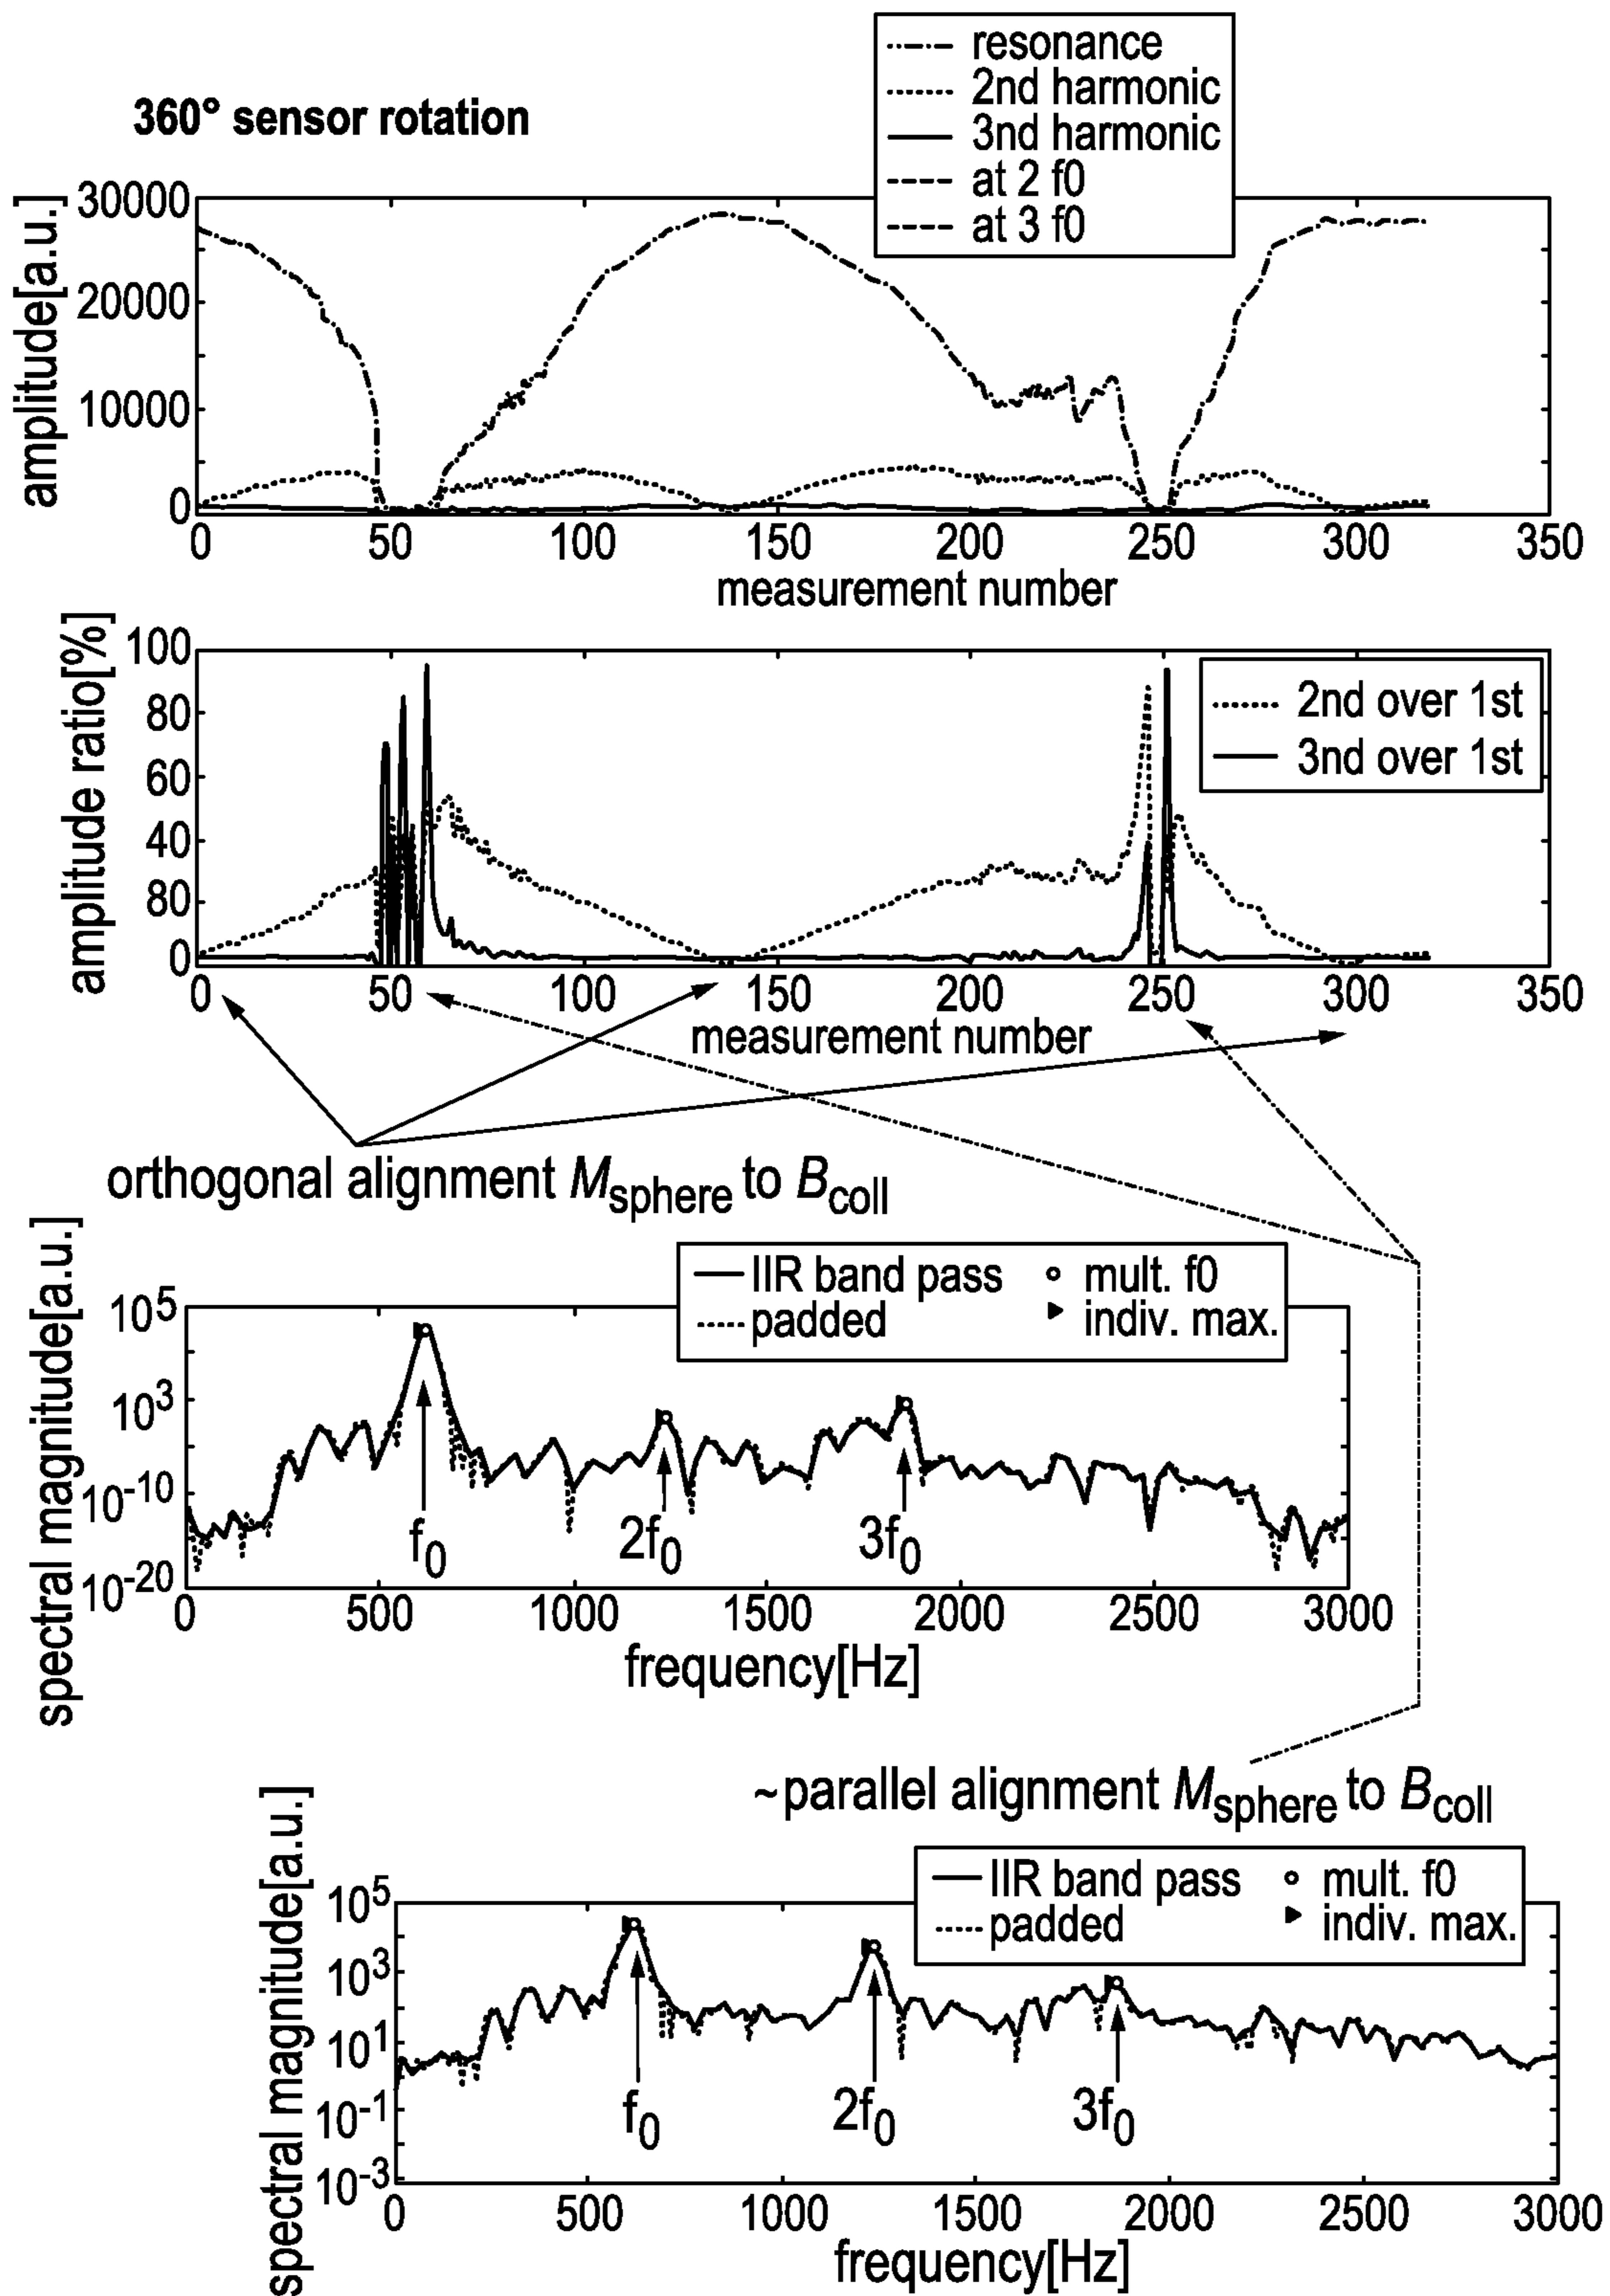 resonance
2nd harmonic
3nd harmonic
at 2 f0
at 3 f0
360° sensor rotation
amplitude[a.u.]
30000
20000
10000
0
0 50 100 150 200 250 300 350
measurement number
amplitude ratio[%]
100
80
60
40
80
0
2nd over 1st
3nd over 1st
0 50 100 150 200 250 300 350
measurement number
orthogonal alignment Msphere to Bcoll
spectral magnitude[a.u.]
IIR band pass mult. f0
padded indiv. max.
10^5
10^3
10^-10
10^-20
f0 2f0 3f0
0 500 1000 1500 2000 2500 3000
frequency[Hz]
~parallel alignment Msphere to Bcoll
spectral magnitude[a.u.]
IIR band pass mult. f0
padded indiv. max.
10^5
10^3
10^1
10^-1
10^-3
f0 2f0 3f0
0 500 1000 1500 2000 2500 3000
frequency[Hz]